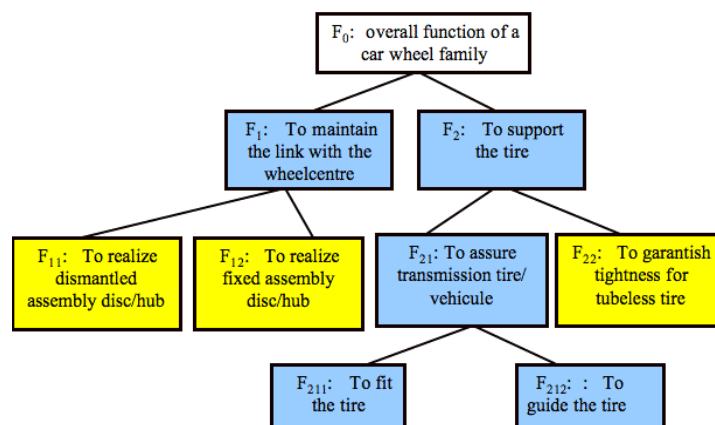 F₀: overall function of a
car wheel family
F₁: To maintain
the link with the
wheelcentre
F₂: To support
the tire
F₁₁: To realize
dismantled
assembly disc/hub
F₁₂: To realize
fixed assembly
disc/hub
F₂₁: To assure
transmission tire/
vehicule
F₂₂: To garantish
tightness for
tubeless tire
F₂₁₁: To fit
the tire
F₂₁₂: : To
guide the tire